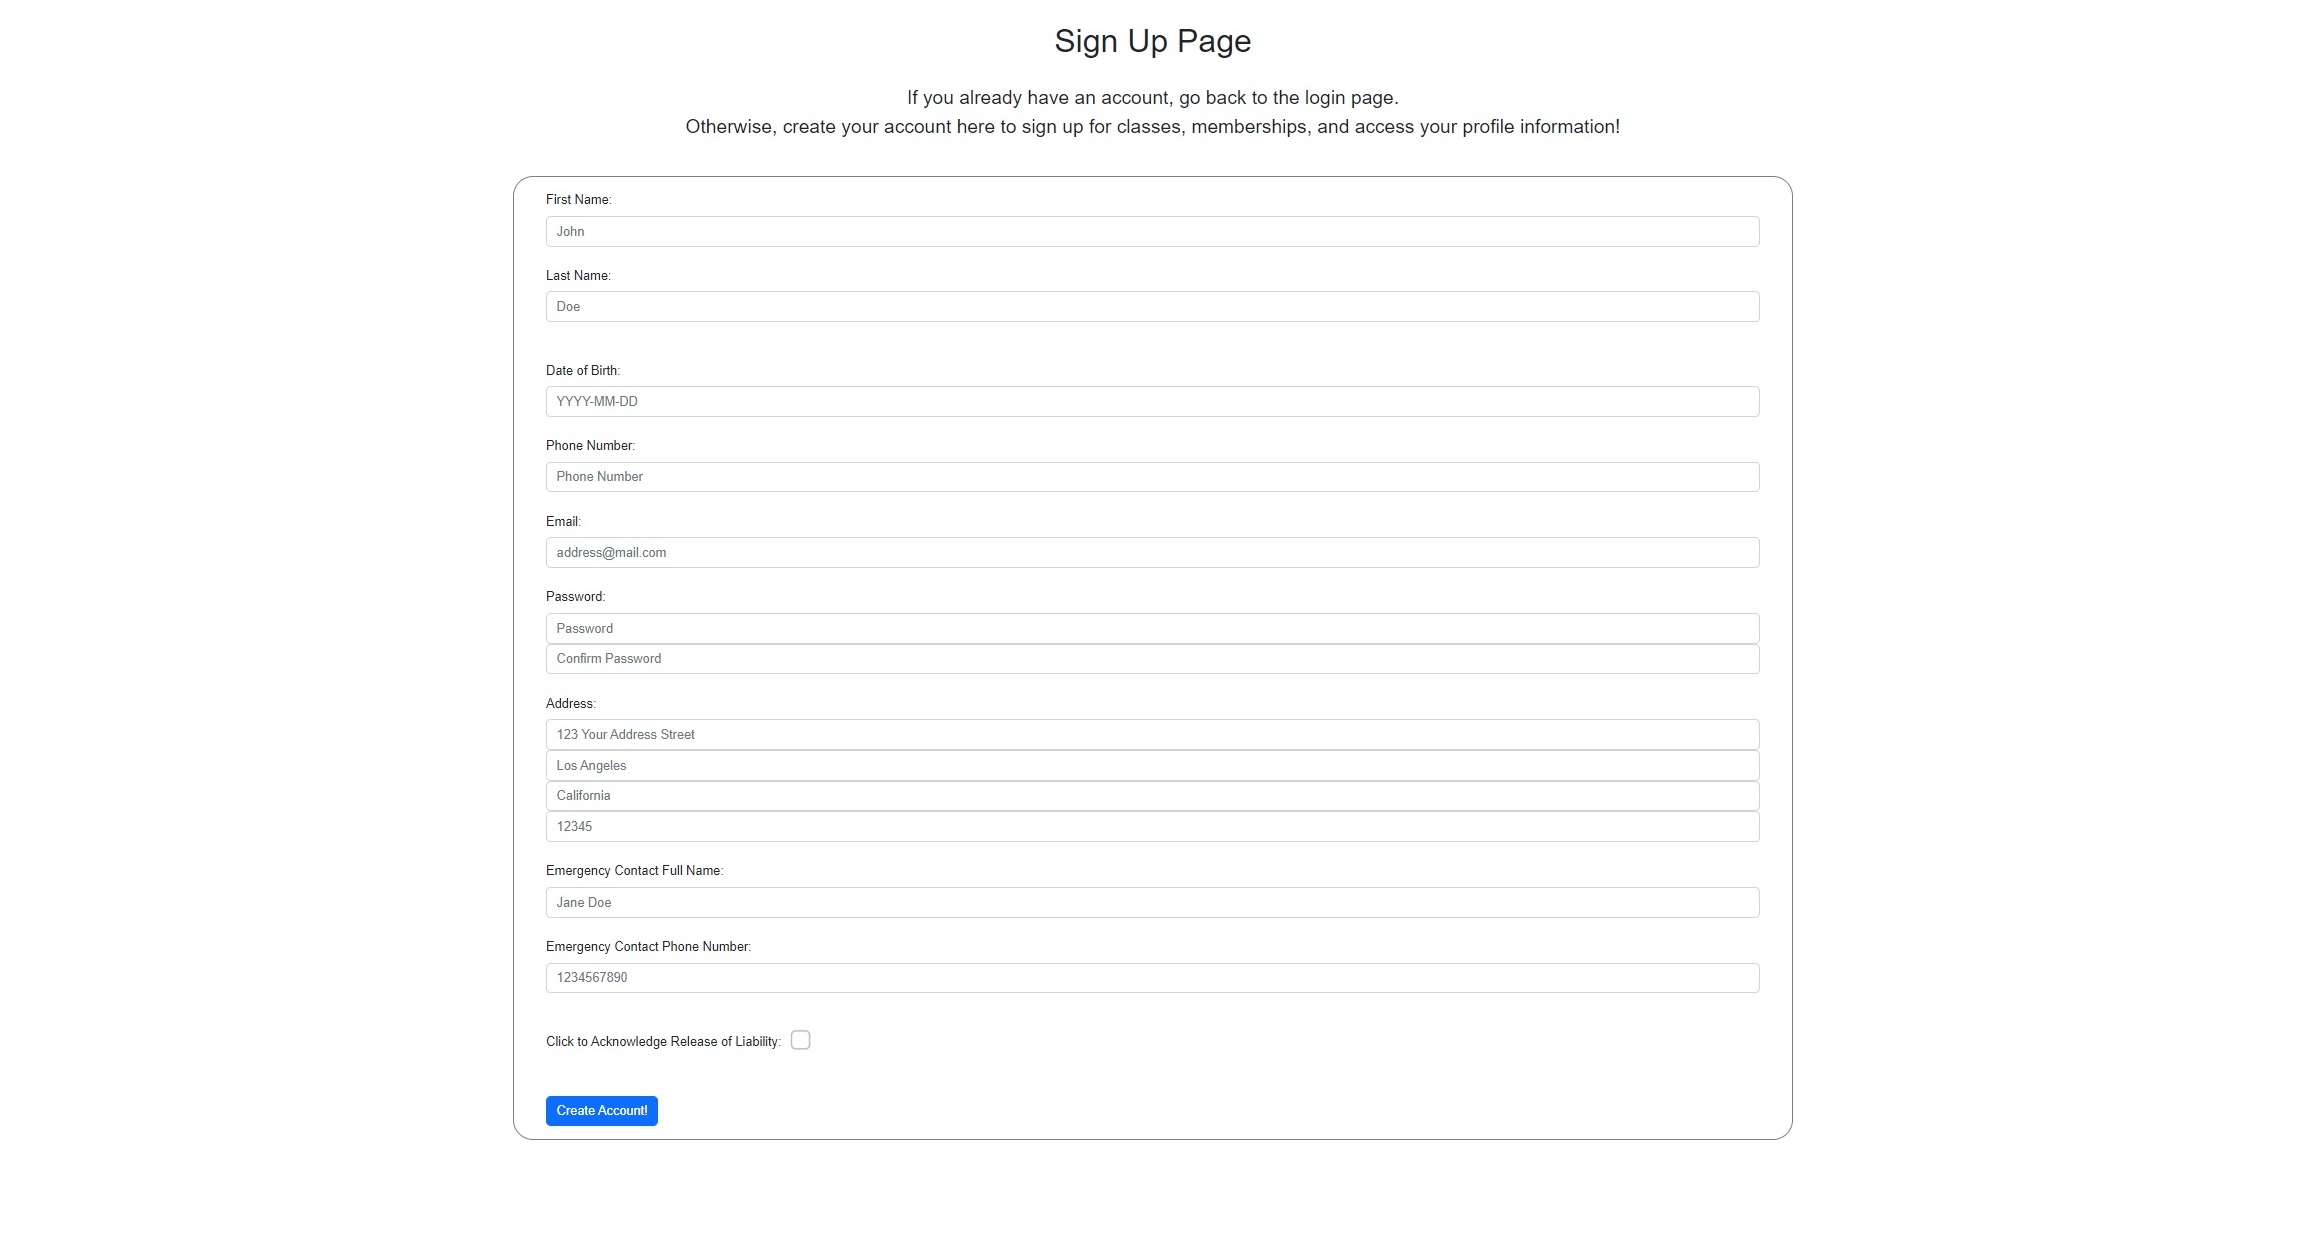 Sign Up Page
If you already have an account, go back to the login page.
Otherwise, create your account here to sign up for classes, memberships, and access your profile information!
First Name:
John
Last Name:
Doe
Date of Birth:
YYYY-MM-DD
Phone Number:
Phone Number
Email:
address@mail.com
Password:
Password
Confirm Password
Address:
123 Your Address Street
Los Angeles
California
12345
Emergency Contact Full Name:
Jane Doe
Emergency Contact Phone Number:
1234567890
Click to Acknowledge Release of Liability:
Create Account!